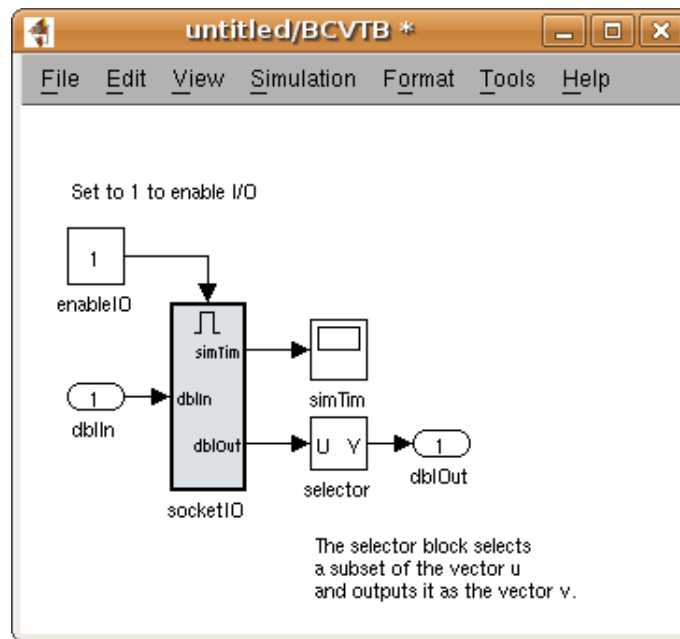 untitled/BCVTB *
File Edit View Simulation Format Tools Help
Set to 1 to enable I/O
1
enableIO
simTim
simTim
1
dblIn
dblIn
dblOut
U Y
1
selector
dblOut
socketIO
The selector block selects
a subset of the vector u
and outputs it as the vector v.